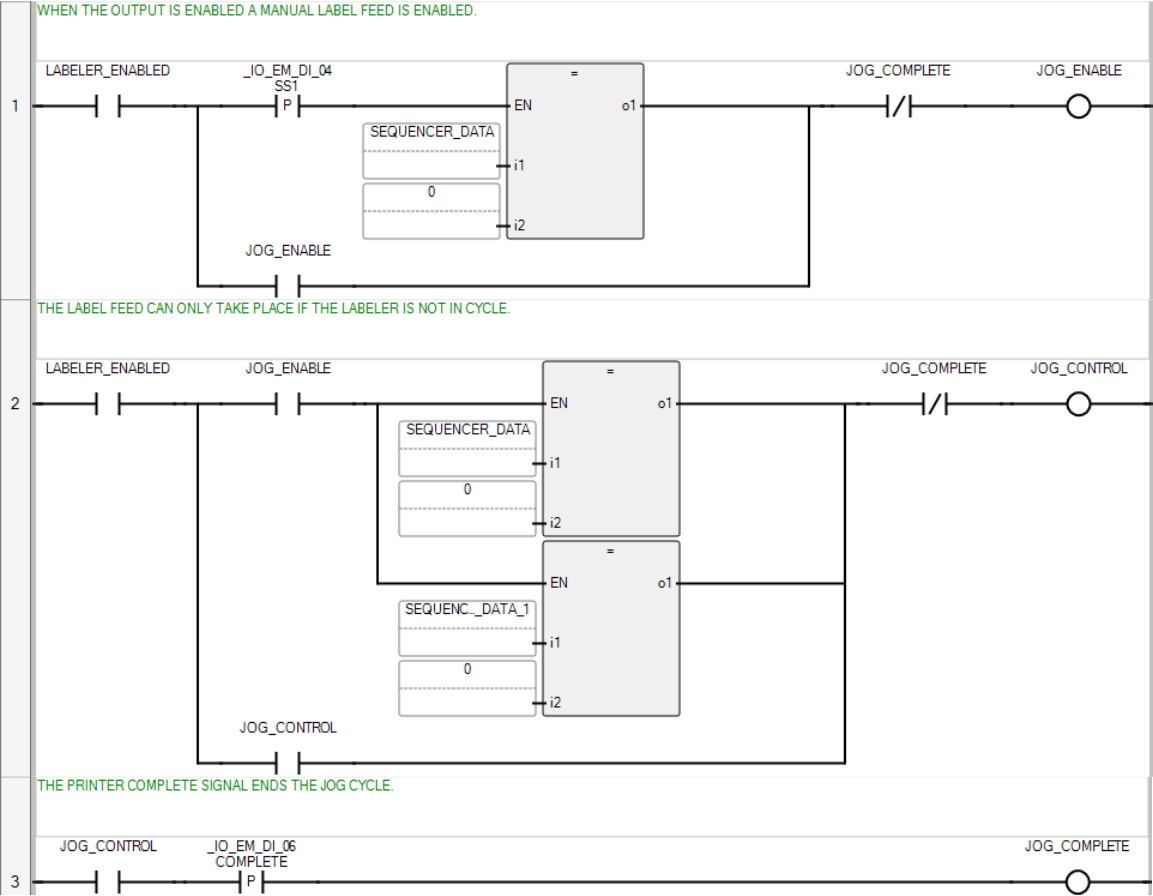 WHEN THE OUTPUT IS ENABLED A MANUAL LABEL FEED IS ENABLED.
LABELER_ENABLED
_IO_EM_DI_04
SS1
P
=
JOG_COMPLETE
JOG_ENABLE
1
EN
o1
SEQUENCER_DATA
i1
0
i2
JOG_ENABLE
THE LABEL FEED CAN ONLY TAKE PLACE IF THE LABELER IS NOT IN CYCLE.
LABELER_ENABLED
JOG_ENABLE
=
JOG_COMPLETE
JOG_CONTROL
2
EN
o1
SEQUENCER_DATA
i1
0
i2
=
EN
o1
SEQUENC..._DATA_1
i1
0
i2
JOG_CONTROL
THE PRINTER COMPLETE SIGNAL ENDS THE JOG CYCLE.
JOG_CONTROL
_IO_EM_DI_06
COMPLETE
JOG_COMPLETE
3
P